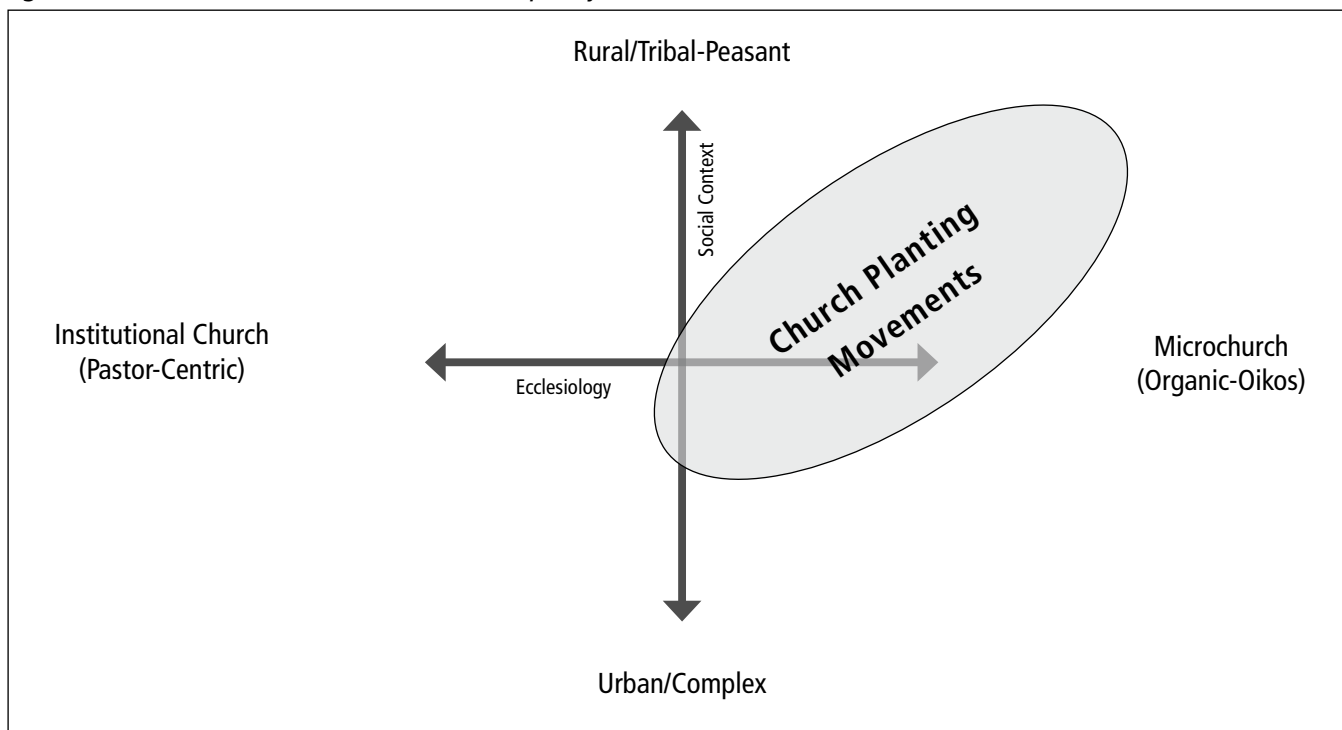 Rural/Tribal-Peasant
Social Context
Church Planting
Movements
Institutional Church
(Pastor-Centric)
Ecclesiology
Microchurch
(Organic-Oikos)
Urban/Complex